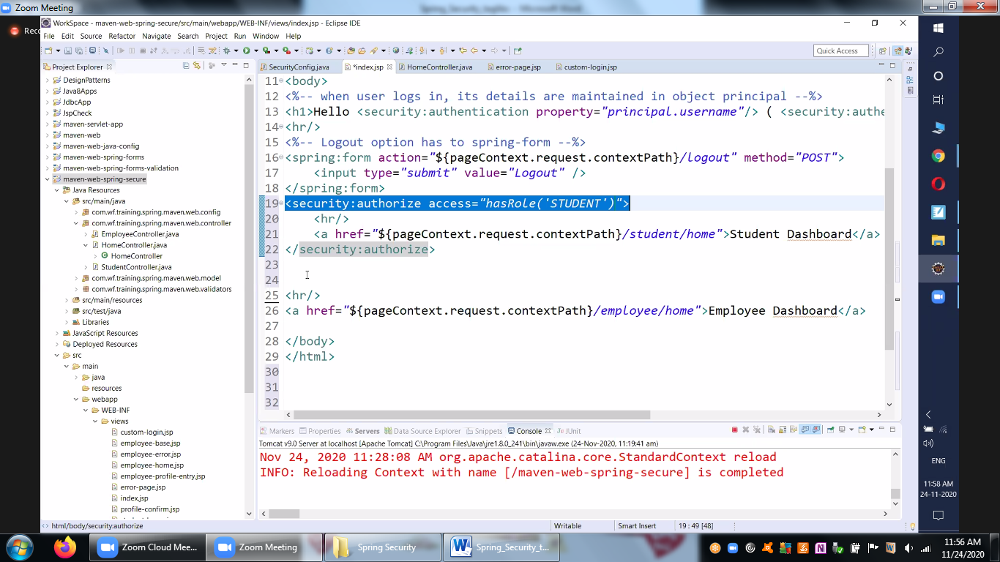 Zoom Meeting
Rec
WorkSpace - maven-web-spring-secure/src/main/webapp/WEB-INF/views/index.jsp - Eclipse IDE
File Edit Source Refactor Navigate Search Project Run Window Help
Quick Access
Project Explorer
DesignPatterns
Java8Apps
JdbcApp
JspCheck
maven-servlet-app
maven-web
maven-web-java-config
maven-web-spring-forms
maven-web-spring-forms-validation
maven-web-spring-secure
Java Resources
src/main/java
com.wf.training.spring.maven.web.config
com.wf.training.spring.maven.web.controller
EmployeeController.java
HomeController.java
HomeController
StudentController.java
com.wf.training.spring.maven.web.model
com.wf.training.spring.maven.web.validators
src/main/resources
src/test/java
Libraries
JavaScript Resources
Deployed Resources
src
main
java
resources
webapp
WEB-INF
views
custom-login.jsp
employee-base.jsp
employee-error.jsp
employee-home.jsp
employee-profile-entry.jsp
error-page.jsp
index.jsp
profile-confirm.jsp
SecurityConfig.java *index.jsp HomeController.java error-page.jsp custom-login.jsp
11 <body>
12 <%-- when user logs in, its details are maintained in object principal --%>
13 <h1>Hello <security:authentication property="principal.username"/> ( <security:authe
14 <hr/>
15 <%-- Logout option has to spring-form --%>
16 <spring:form action="${pageContext.request.contextPath}/logout" method="POST">
17 <input type="submit" value="Logout" />
18 </spring:form>
19 <security:authorize access="hasRole('STUDENT')">
20 <hr/>
21 <a href="${pageContext.request.contextPath}/student/home">Student Dashboard</a>
22 </security:authorize>
23
24
25 <hr/>
26 <a href="${pageContext.request.contextPath}/employee/home">Employee Dashboard</a>
27
28 </body>
29 </html>
30
31
32
Markers Properties Servers Data Source Explorer Snippets Console JUnit
Tomcat v9.0 Server at localhost [Apache Tomcat] C:\Program Files\Java\jre1.8.0_241\bin\javaw.exe (24-Nov-2020, 11:19:41 am)
Nov 24, 2020 11:28:08 AM org.apache.catalina.core.StandardContext reload
INFO: Reloading Context with name [/maven-web-spring-secure] is completed
html/body/security:authorize Writable Smart Insert 19 : 49 [48]
ENG
11:58 AM
24-11-2020
Zoom Cloud Mee... Zoom Meeting Spring Security Spring_Security_t...
11:56 AM
11/24/2020